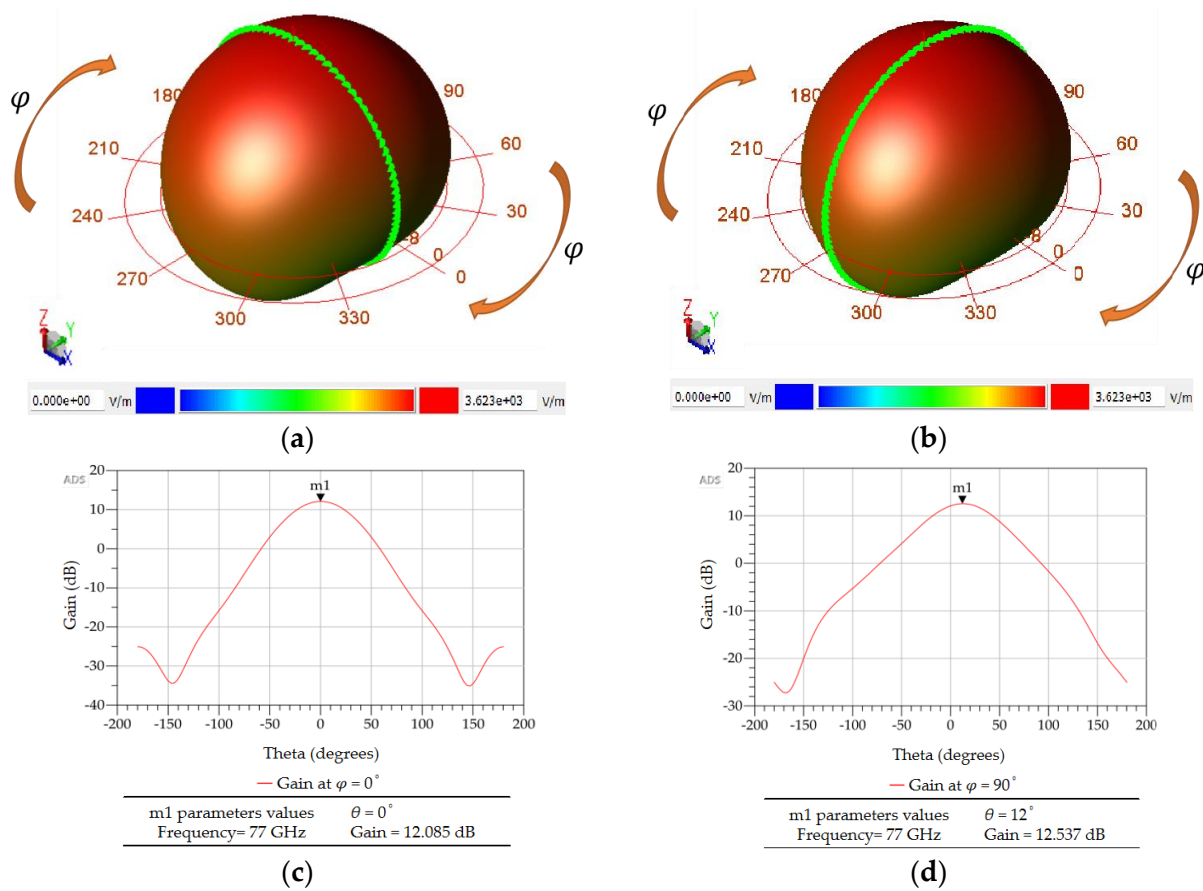 φ
180
90
210
60
240
30
-8
0
270
0
300
330
φ
Z
Y
X
0.000e+00 V/m 3.623e+03 V/m
(a)
φ
180
90
210
60
240
30
-8
0
270
0
300
330
φ
Z
Y
X
0.000e+00 V/m 3.623e+03 V/m
(b)
ADS
m1
20
10
0
-10
-20
-30
-40
Gain (dB)
-200 -150 -100 -50 0 50 100 150 200
Theta (degrees)
Gain at φ = 0°
m1 parameters values θ = 0°
Frequency= 77 GHz Gain = 12.085 dB
(c)
ADS
m1
20
10
0
-10
-20
-30
Gain (dB)
-200 -150 -100 -50 0 50 100 150 200
Theta (degrees)
Gain at φ = 90°
m1 parameters values θ = 12°
Frequency= 77 GHz Gain = 12.537 dB
(d)